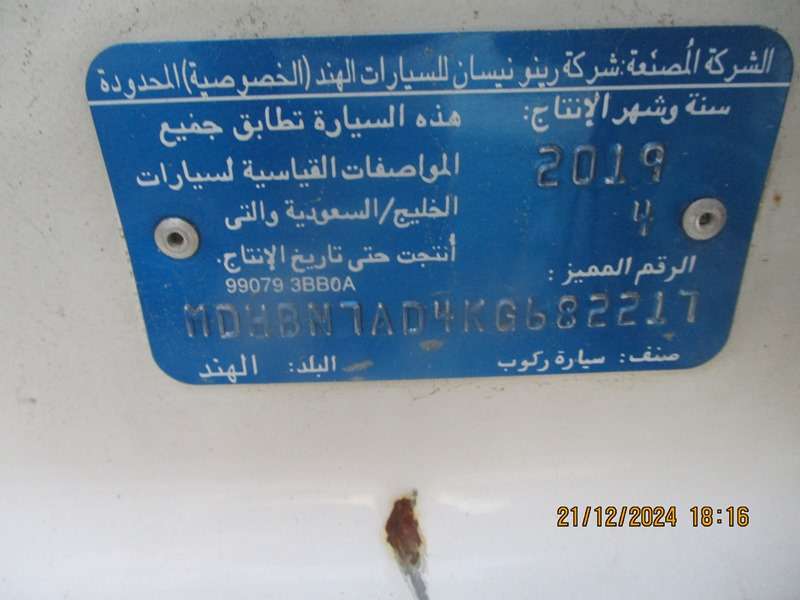 الشركة المُصنّعة: شركة رينو نيسان للسيارات الهند (الخصوصية) المحدودة
سنة وشهر الإنتاج:
2019
4
الرقم المميز:
هذه السيارة تطابق جميع
المواصفات القياسية لسيارات
الخليج/السعودية والتى
أنتجت حتى تاريخ الإنتاج.
99079 3BB0A
MDHBN7AD4KG682217
صنف: سيارة ركوب
البلد: الهند
21/12/2024 18:16